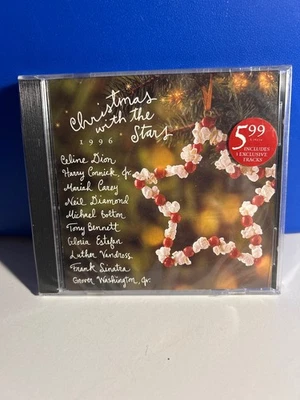 Christmas
with the
Stars
1996
Celine Dion
Harry Connick, Jr.
Mariah Carey
Neil Diamond
Michael Bolton
Tony Bennett
Gloria Estefan
Luther Vandross
Frank Sinatra
Grover Washington, Jr.
5.99
INCLUDES
3 EXCLUSIVE
TRACKS